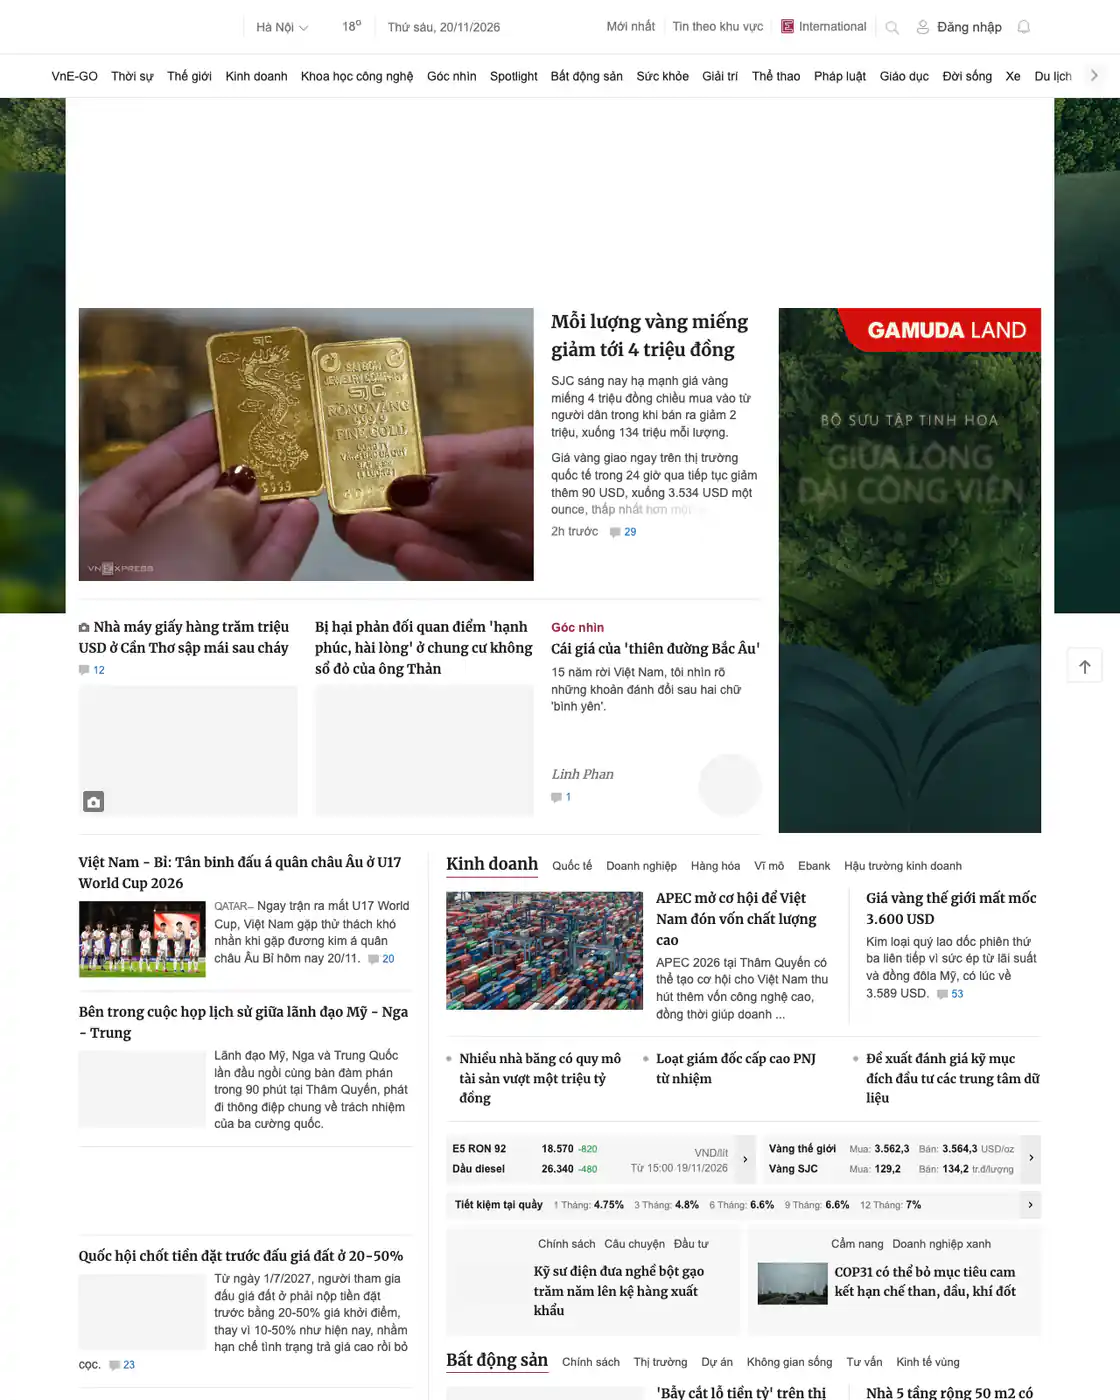 Hà Nội
18⁰
Thứ sáu, 20/11/2026
Mới nhất
Tin theo khu vực
International
Đăng nhập
VnE-GO
Thời sự
Thế giới
Kinh doanh
Khoa học công nghệ
Góc nhìn
Spotlight
Bất động sản
Sức khỏe
Giải trí
Thể thao
Pháp luật
Giáo dục
Đời sống
Xe
Du lịch
Mỗi lượng vàng miếng
giảm tới 4 triệu đồng
SJC sáng nay hạ mạnh giá vàng
miếng 4 triệu đồng chiều mua vào từ
người dân trong khi bán ra giảm 2
triệu, xuống 134 triệu mỗi lượng.
Giá vàng giao ngay trên thị trường
quốc tế trong 24 giờ qua tiếp tục giảm
thêm 90 USD, xuống 3.534 USD một
ounce, thấp nhất hơn một
2h trước
29
SJC
SAIGON
JEWELRY COMPANY
SJC
RỒNG VÀNG
999.9
FINE GOLD
9999
VNEXPRESS
GAMUDA LAND
BỘ SƯU TẬP TINH HOA
GIỮA LÒNG
ĐẠI CÔNG VIÊN
Nhà máy giấy hàng trăm triệu
USD ở Cần Thơ sập mái sau cháy
12
Bị hại phản đối quan điểm 'hạnh
phúc, hài lòng' ở chung cư không
sổ đỏ của ông Thản
Góc nhìn
Cái giá của 'thiên đường Bắc Âu'
15 năm rời Việt Nam, tôi nhìn rõ
những khoản đánh đổi sau hai chữ
'bình yên'.
Linh Phan
1
Việt Nam - Bỉ: Tân binh đấu á quân châu Âu ở U17
World Cup 2026
QATAR– Ngay trận ra mắt U17 World
Cup, Việt Nam gặp thử thách khó
nhằn khi gặp đương kim á quân
châu Âu Bỉ hôm nay 20/11.
20
Bên trong cuộc họp lịch sử giữa lãnh đạo Mỹ - Nga
- Trung
Lãnh đạo Mỹ, Nga và Trung Quốc
lần đầu ngồi cùng bàn đàm phán
trong 90 phút tại Thâm Quyến, phát
đi thông điệp chung về trách nhiệm
của ba cường quốc.
Quốc hội chốt tiền đặt trước đấu giá đất ở 20-50%
Từ ngày 1/7/2027, người tham gia
đấu giá đất ở phải nộp tiền đặt
trước bằng 20-50% giá khởi điểm,
thay vì 10-50% như hiện nay, nhằm
hạn chế tình trạng trả giá cao rồi bỏ
cọc.
23
Kinh doanh
Quốc tế
Doanh nghiệp
Hàng hóa
Vĩ mô
Ebank
Hậu trường kinh doanh
APEC mở cơ hội để Việt
Nam đón vốn chất lượng
cao
APEC 2026 tại Thâm Quyến có
thể tạo cơ hội cho Việt Nam thu
hút thêm vốn công nghệ cao,
đồng thời giúp doanh ...
Giá vàng thế giới mất mốc
3.600 USD
Kim loại quý lao dốc phiên thứ
ba liên tiếp vì sức ép từ lãi suất
và đồng đôla Mỹ, có lúc về
3.589 USD.
53
Nhiều nhà băng có quy mô
tài sản vượt một triệu tỷ
đồng
Loạt giám đốc cấp cao PNJ
từ nhiệm
Đề xuất đánh giá kỹ mục
đích đầu tư các trung tâm dữ
liệu
E5 RON 92 18.570 -820
Dầu diesel 26.340 -480
VND/lít
Từ 15:00 19/11/2026
Vàng thế giới Mua: 3.562,3 Bán: 3.564,3 USD/oz
Vàng SJC Mua: 129,2 Bán: 134,2 tr.đ/lượng
Tiết kiệm tại quầy 1 Tháng: 4.75% 3 Tháng: 4.8% 6 Tháng: 6.6% 9 Tháng: 6.6% 12 Tháng: 7%
Chính sách
Câu chuyện
Đầu tư
Kỹ sư điện đưa nghề bột gạo
trăm năm lên kệ hàng xuất
khẩu
Cẩm nang
Doanh nghiệp xanh
COP31 có thể bỏ mục tiêu cam
kết hạn chế than, dầu, khí đốt
Bất động sản
Chính sách
Thị trường
Dự án
Không gian sống
Tư vấn
Kinh tế vùng
'Bẫy cắt lỗ tiền tỷ' trên thị
Nhà 5 tầng rộng 50 m2 có